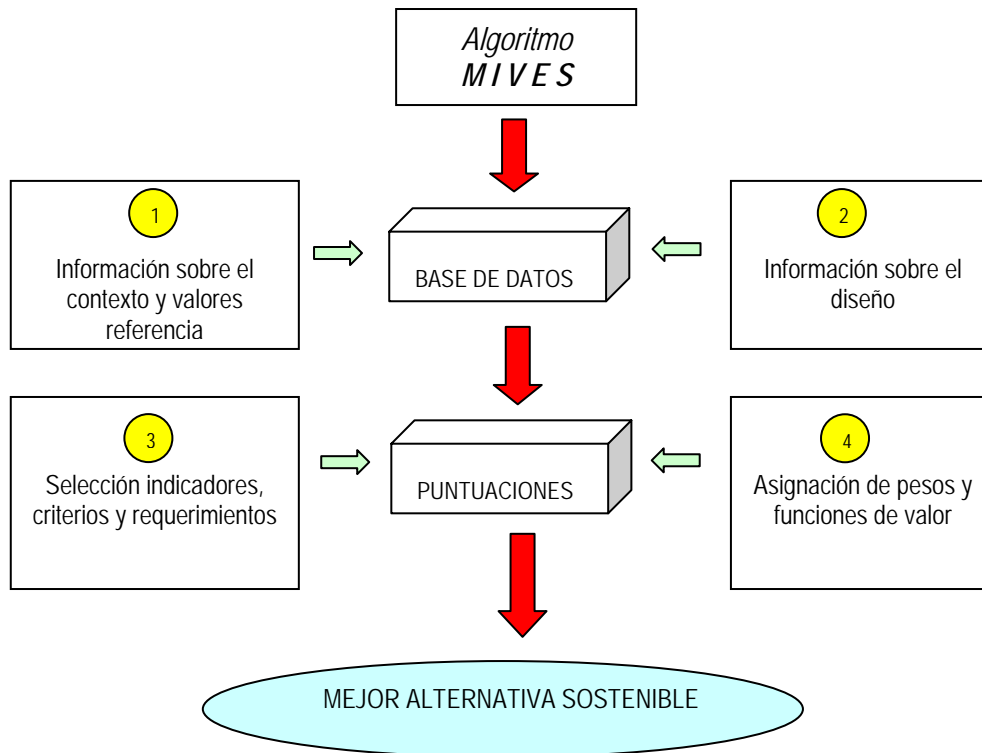 Algoritmo
M I V E S
1
Información sobre el
contexto y valores
referencia
BASE DE DATOS
2
Información sobre el
diseño
3
Selección indicadores,
criterios y requerimientos
PUNTUACIONES
4
Asignación de pesos y
funciones de valor
MEJOR ALTERNATIVA SOSTENIBLE